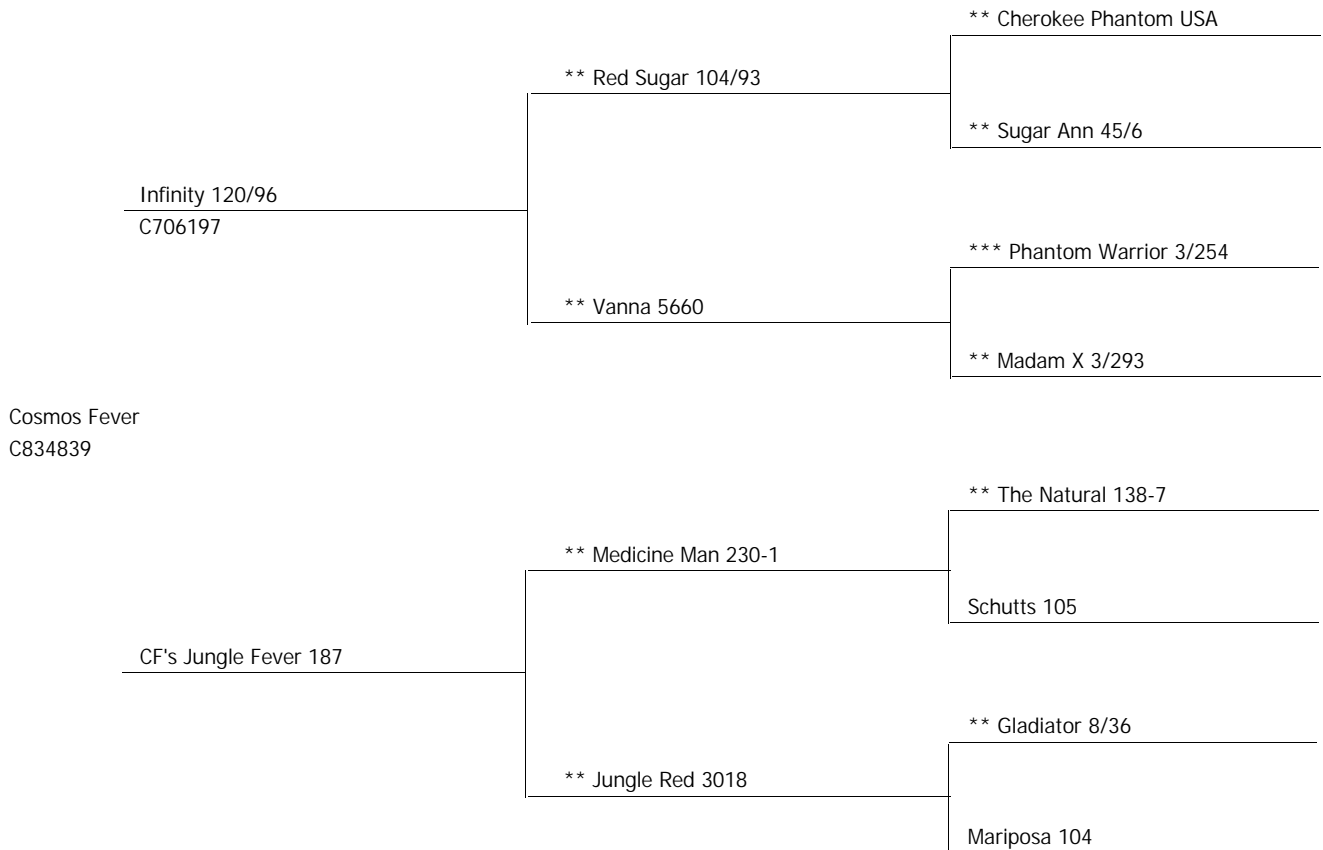 ** Cherokee Phantom USA
** Red Sugar 104/93
** Sugar Ann 45/6
Infinity 120/96
C706197
*** Phantom Warrior 3/254
** Vanna 5660
** Madam X 3/293
Cosmos Fever
C834839
** The Natural 138-7
** Medicine Man 230-1
Schutts 105
CF's Jungle Fever 187
** Gladiator 8/36
** Jungle Red 3018
Mariposa 104